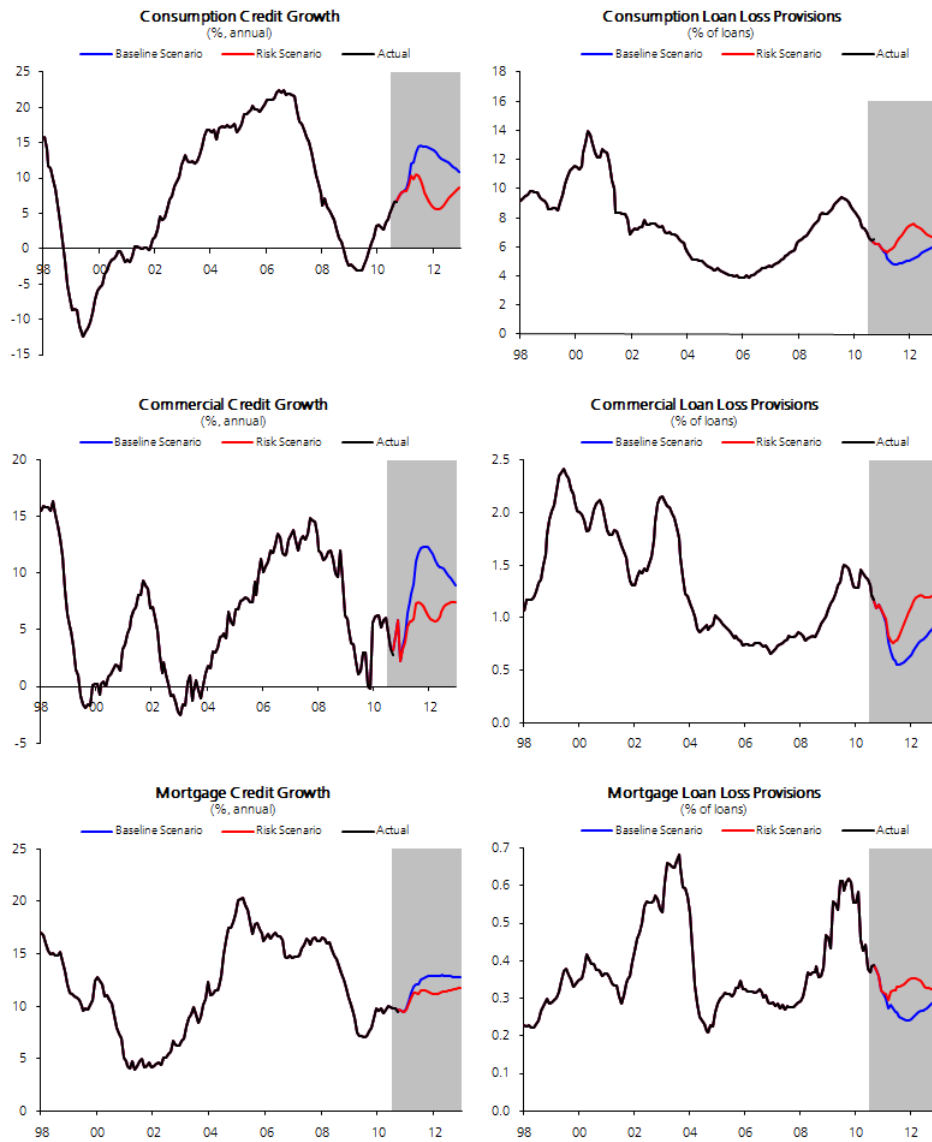 Consumption Credit Growth
(%, annual)
Baseline Scenario Risk Scenario Actual
25
20
15
10
5
0
-5
-10
-15
98 00 02 04 06 08 10 12
Consumption Loan Loss Provisions
(% of loans)
Baseline Scenario Risk Scenario Actual
18
16
14
12
10
8
6
4
2
0
98 00 02 04 06 08 10 12
Commercial Credit Growth
(%, annual)
Baseline Scenario Risk Scenario Actual
20
15
10
5
0
-5
98 00 02 04 06 08 10 12
Commercial Loan Loss Provisions
(% of loans)
Baseline Scenario Risk Scenario Actual
2.5
2.0
1.5
1.0
0.5
0.0
98 00 02 04 06 08 10 12
Mortgage Credit Growth
(%, annual)
Baseline Scenario Risk Scenario Actual
25
20
15
10
5
0
98 00 02 04 06 08 10 12
Mortgage Loan Loss Provisions
(% of loans)
Baseline Scenario Risk Scenario Actual
0.7
0.6
0.5
0.4
0.3
0.2
0.1
0.0
98 00 02 04 06 08 10 12